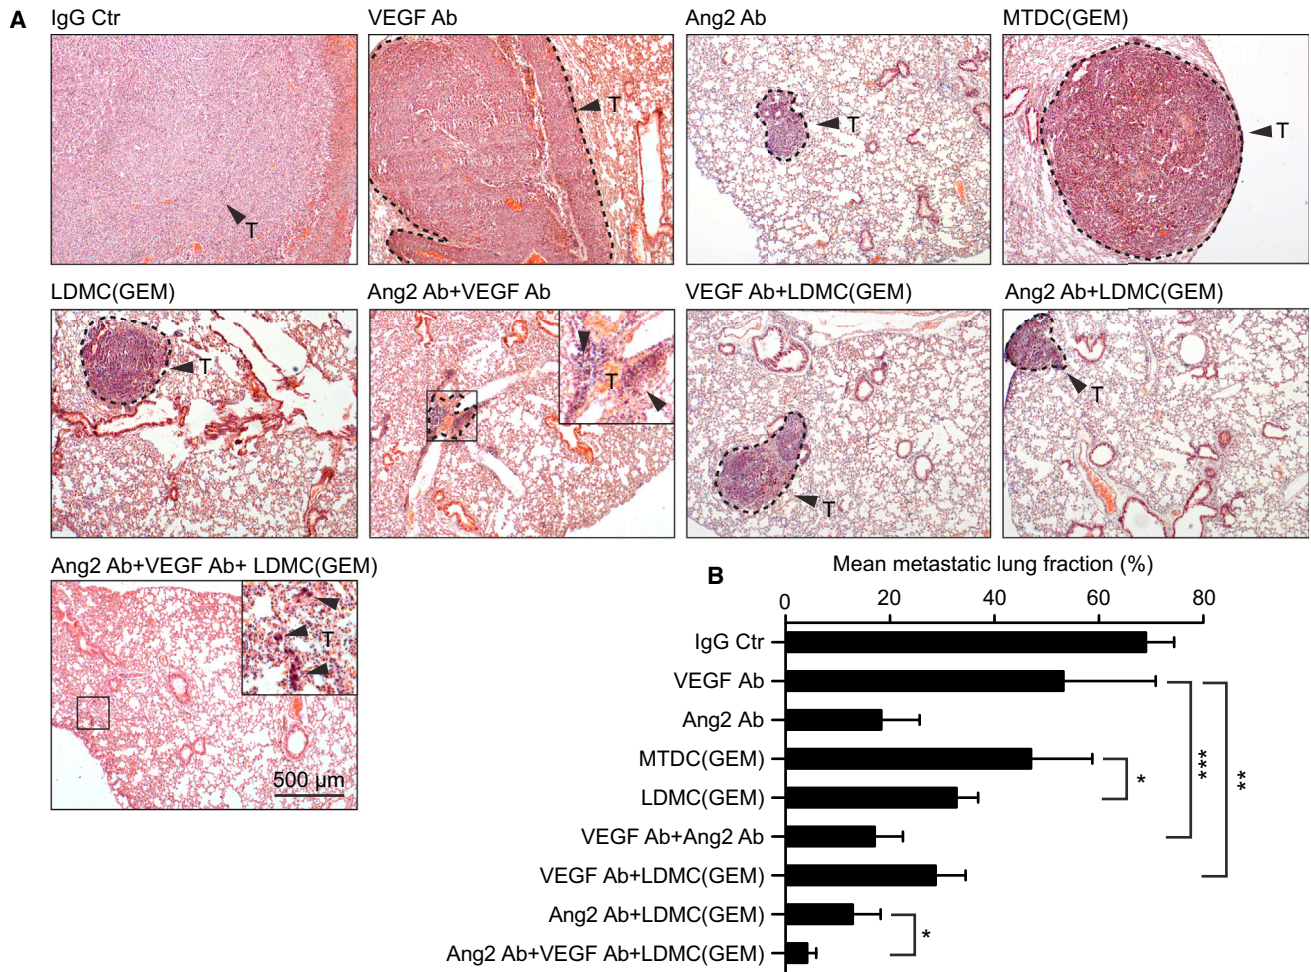 A
IgG Ctr
VEGF Ab
Ang2 Ab
MTDC(GEM)
T
T
T
T
LDMC(GEM)
Ang2 Ab+VEGF Ab
VEGF Ab+LDMC(GEM)
Ang2 Ab+LDMC(GEM)
T
T
T
T
Ang2 Ab+VEGF Ab+ LDMC(GEM)
T
500 µm
B
Mean metastatic lung fraction (%)
0 20 40 60 80
IgG Ctr
VEGF Ab
Ang2 Ab
MTDC(GEM)
LDMC(GEM)
VEGF Ab+Ang2 Ab
VEGF Ab+LDMC(GEM)
Ang2 Ab+LDMC(GEM)
Ang2 Ab+VEGF Ab+LDMC(GEM)
*
***
**
*